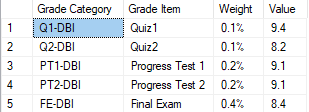 Grade Category Grade Item Weight Value
1 Q1-DBI Quiz1 0.1% 9.4
2 Q2-DBI Quiz2 0.1% 8.2
3 PT1-DBI Progress Test 1 0.2% 9.1
4 PT2-DBI Progress Test 2 0.2% 9.1
5 FE-DBI Final Exam 0.4% 8.4